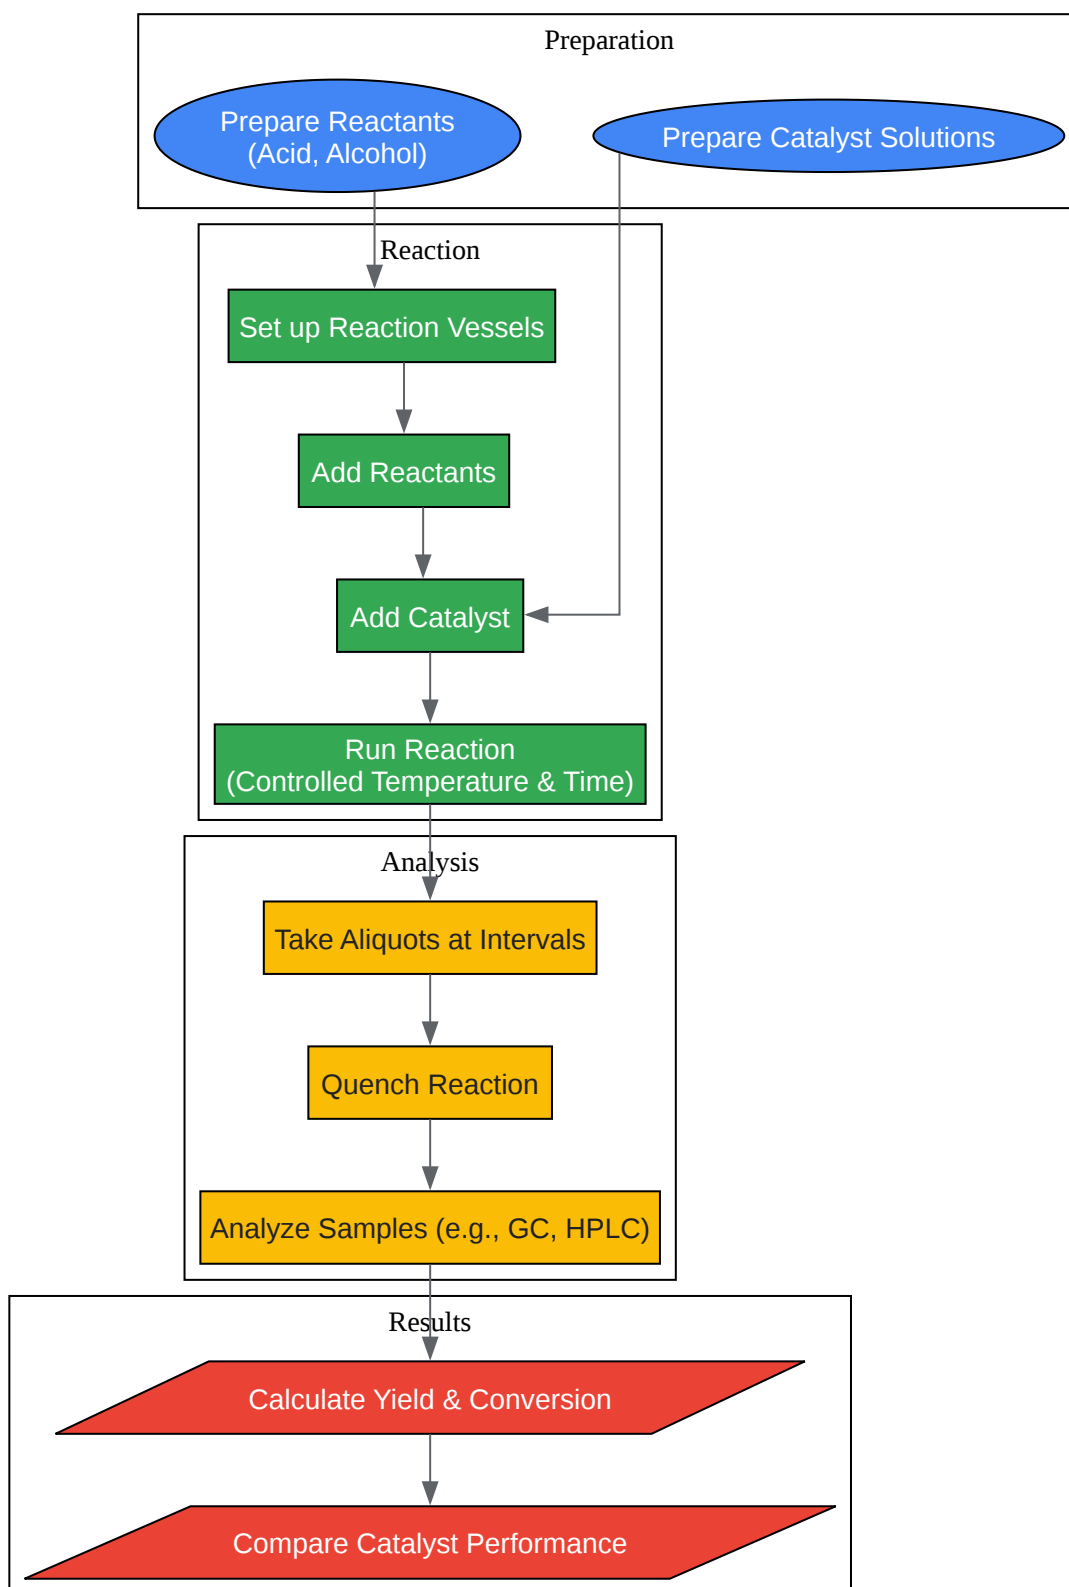 Preparation
Prepare Reactants
(Acid, Alcohol)
Prepare Catalyst Solutions
Reaction
Set up Reaction Vessels
Add Reactants
Add Catalyst
Run Reaction
(Controlled Temperature & Time)
Analysis
Take Aliquots at Intervals
Quench Reaction
Analyze Samples (e.g., GC, HPLC)
Results
Calculate Yield & Conversion
Compare Catalyst Performance